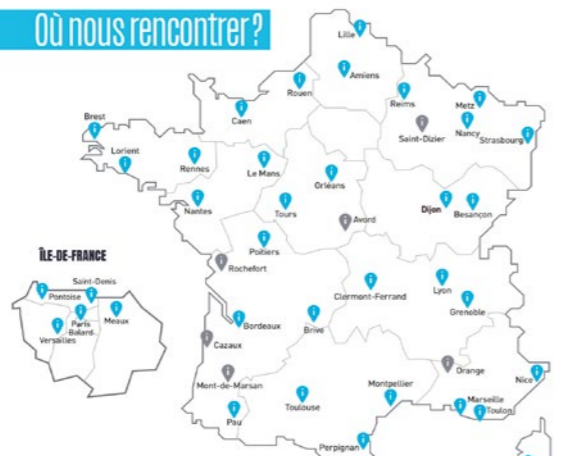 Où nous rencontrer ?
Lille
Amiens
Rouen
Reims
Metz
Caen
Saint-Dizier
Nancy
Strasbourg
Brest
Lorient
Rennes
Le Mans
Orléans
Nantes
Tours
Avord
Dijon
Besançon
Poitiers
Rochefort
ÎLE-DE-FRANCE
Saint-Denis
Pontoise
Paris
Balard
Meaux
Versailles
Clermont-Ferrand
Lyon
Grenoble
Bordeaux
Brive
Cazaux
Mont-de-Marsan
Orange
Nice
Pau
Toulouse
Montpellier
Marseille
Toulon
Perpignan